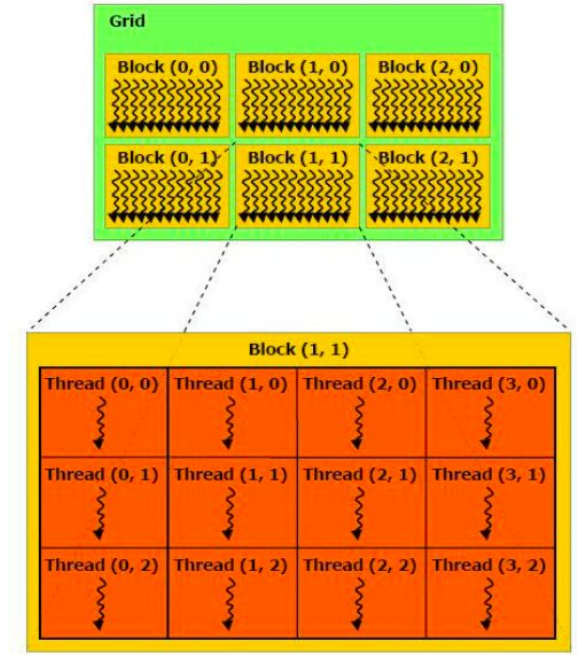 Grid
Block (0, 0) Block (1, 0) Block (2, 0)
Block (0, 1) Block (1, 1) Block (2, 1)
Block (1, 1)
Thread (0, 0) Thread (1, 0) Thread (2, 0) Thread (3, 0)
Thread (0, 1) Thread (1, 1) Thread (2, 1) Thread (3, 1)
Thread (0, 2) Thread (1, 2) Thread (2, 2) Thread (3, 2)